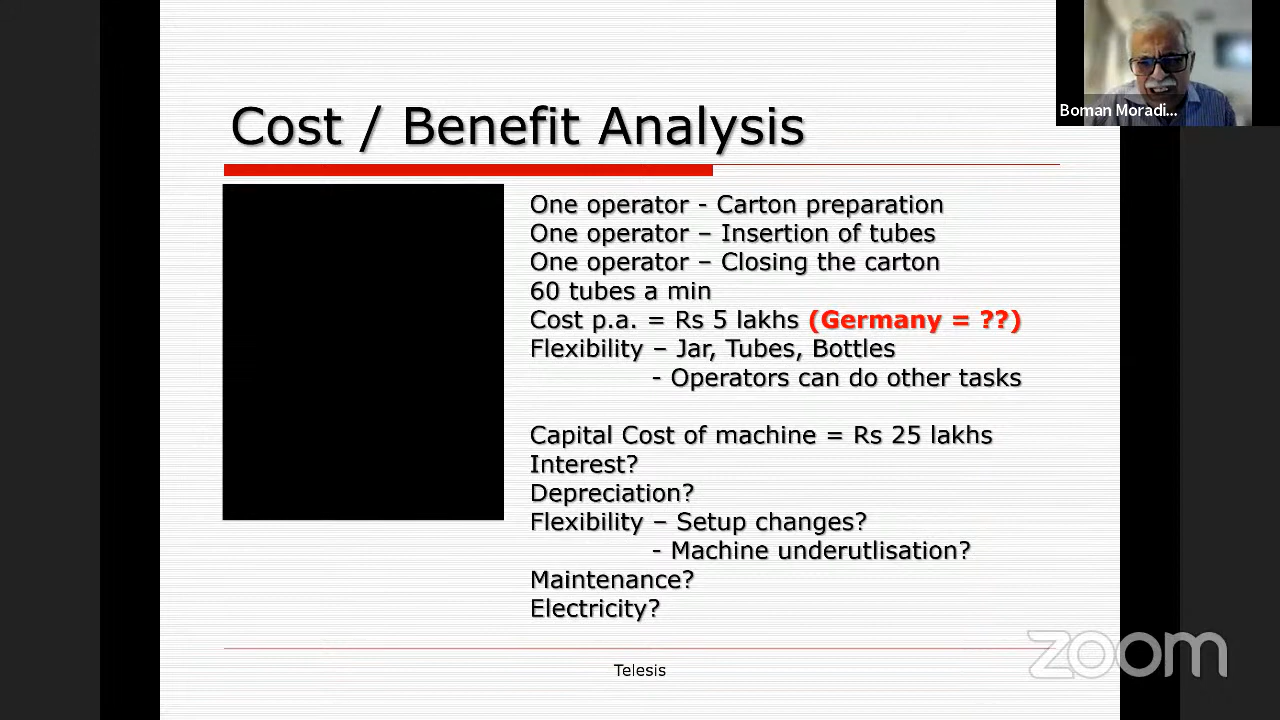 Boman Moradi...
Cost / Benefit Analysis
One operator - Carton preparation
One operator – Insertion of tubes
One operator – Closing the carton
60 tubes a min
Cost p.a. = Rs 5 lakhs (Germany = ??)
Flexibility – Jar, Tubes, Bottles
- Operators can do other tasks
Capital Cost of machine = Rs 25 lakhs
Interest?
Depreciation?
Flexibility – Setup changes?
- Machine underutlisation?
Maintenance?
Electricity?
Telesis
zoom